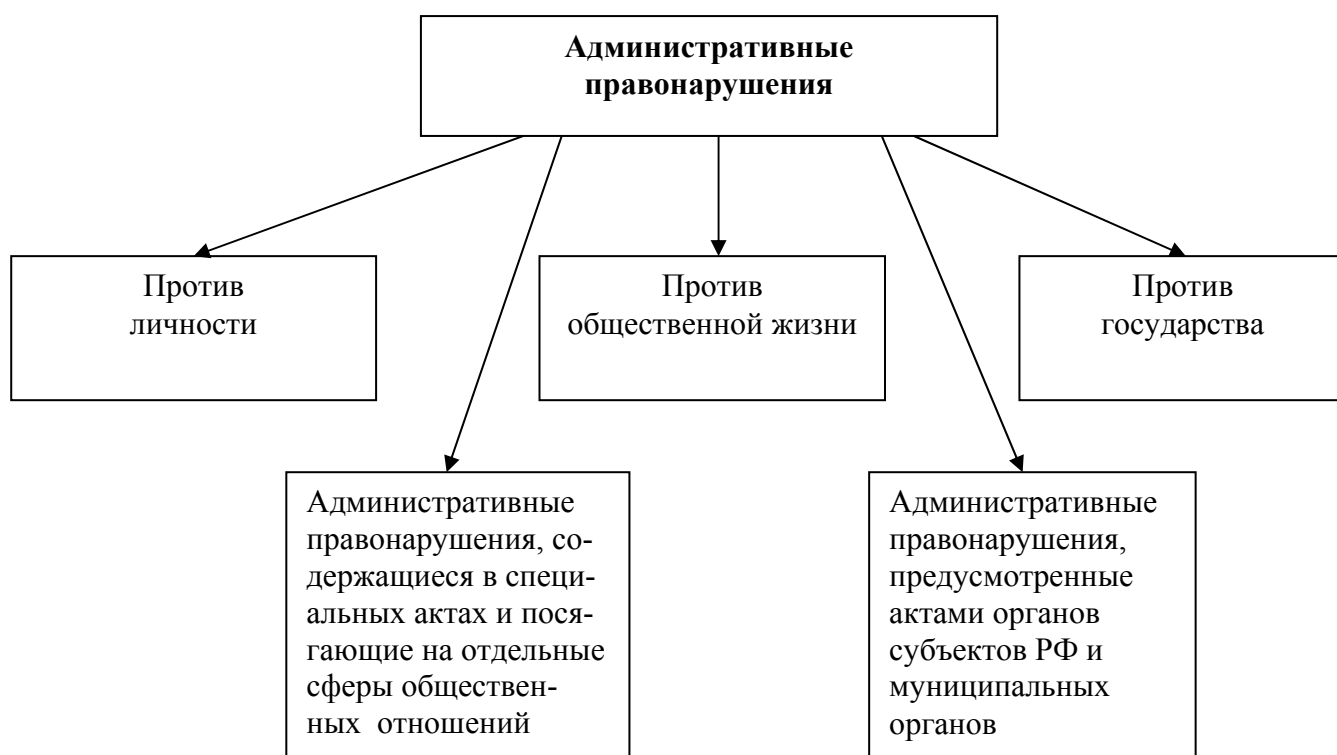 Административные
правонарушения
Против
личности
Против
общественной жизни
Против
государства
Административные
правонарушения, со-
держащиеся в специ-
альных актах и пося-
гающие на отдельные
сферы обществен-
ных отношений
Административные
правонарушения,
предусмотренные
актами органов
субъектов РФ и
муниципальных
органов